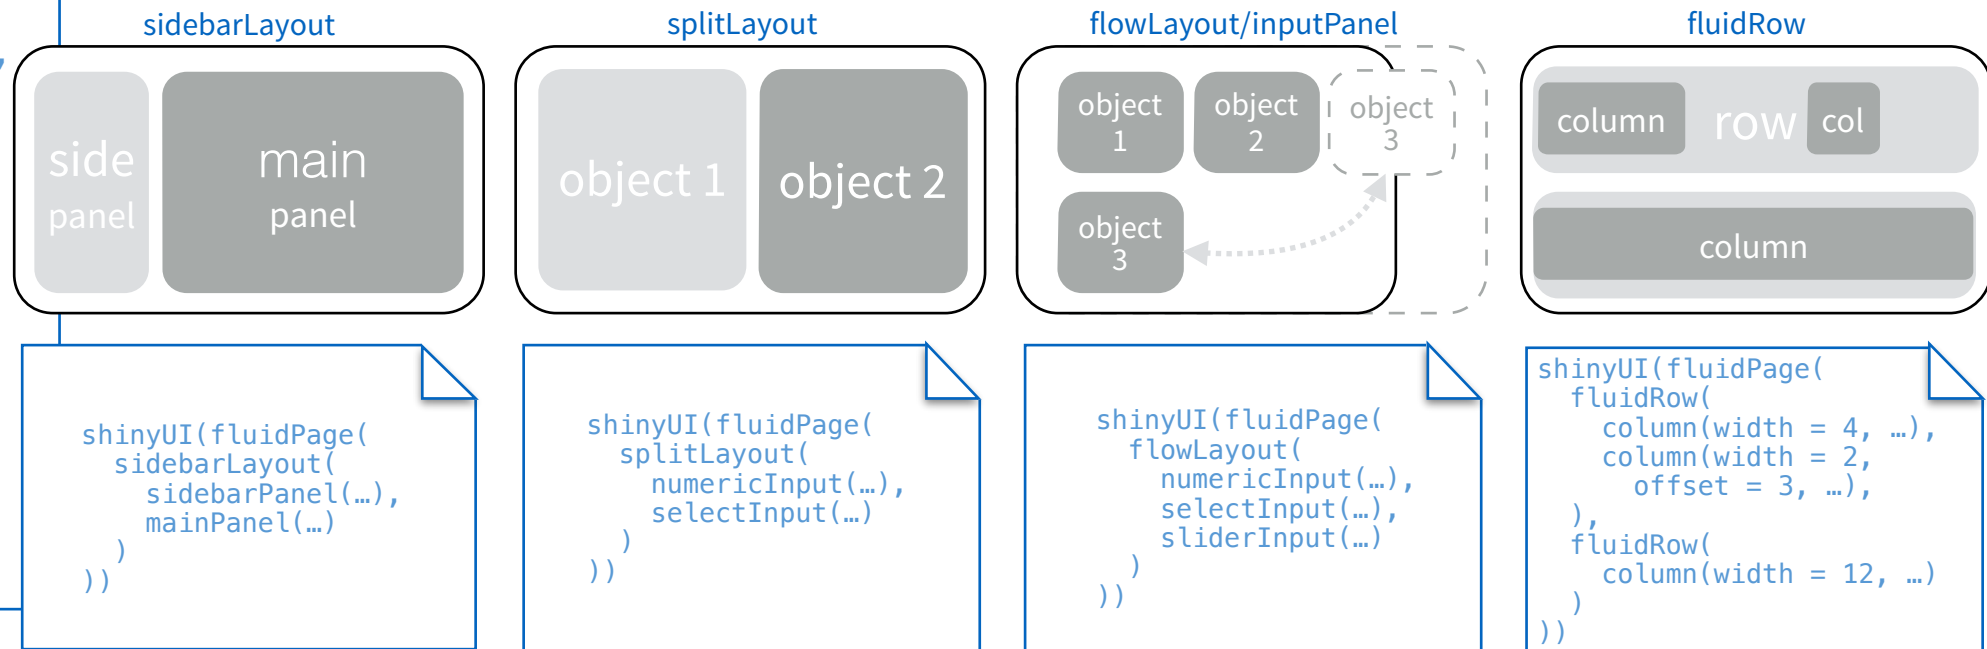 sidebarLayout
side
panel
main
panel
shinyUI(fluidPage(
  sidebarLayout(
    sidebarPanel(…),
    mainPanel(…)
  )
))
splitLayout
object 1
object 2
shinyUI(fluidPage(
  splitLayout(
    numericInput(…),
    selectInput(…)
  )
))
flowLayout/inputPanel
object
1
object
2
object
3
object
3
shinyUI(fluidPage(
  flowLayout(
    numericInput(…),
    selectInput(…),
    sliderInput(…)
  )
))
fluidRow
column
row
col
column
shinyUI(fluidPage(
  fluidRow(
    column(width = 4, …),
    column(width = 2,
      offset = 3, …),
  ),
  fluidRow(
    column(width = 12, …)
  )
))